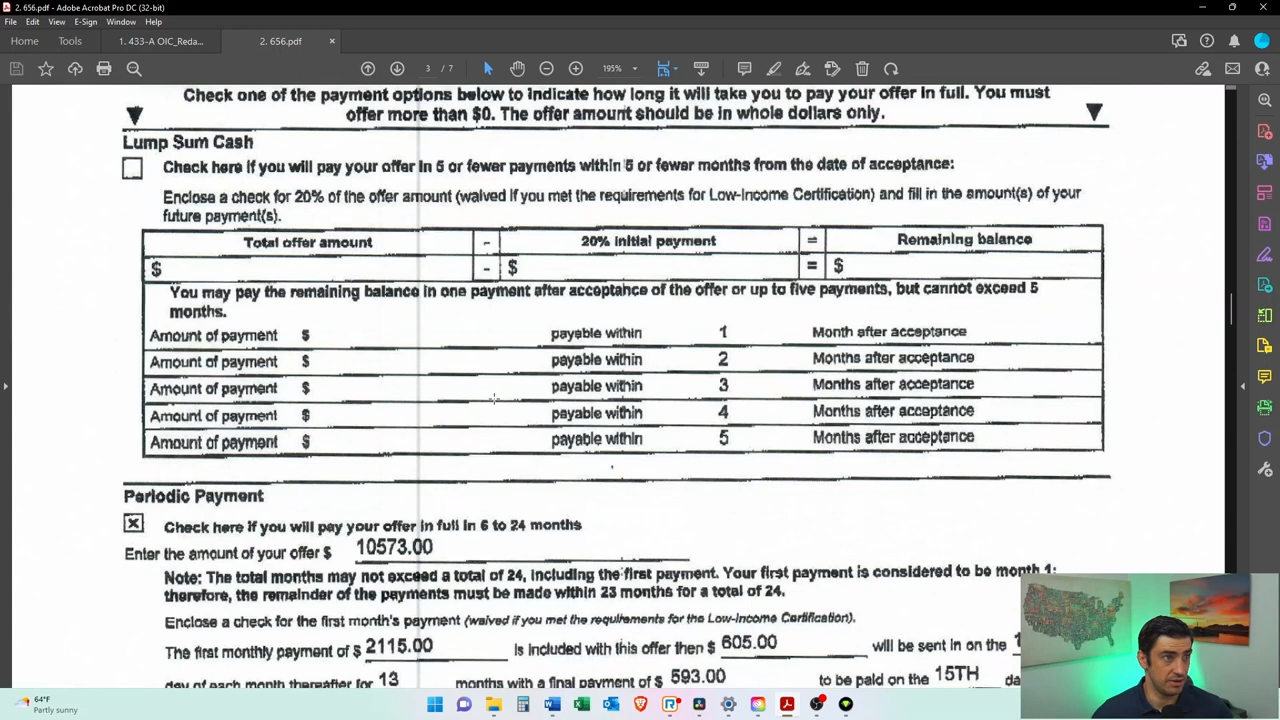 2. 656.pdf - Adobe Acrobat Pro DC (32-bit)
File Edit View E-Sign Window Help
Home Tools 1. 433-A OIC_Reda... 2. 656.pdf
3 / 7 195%
Check one of the payment options below to indicate how long it will take you to pay your offer in full. You must
offer more than $0. The offer amount should be in whole dollars only.
Lump Sum Cash
Check here if you will pay your offer in 5 or fewer payments within 5 or fewer months from the date of acceptance:
Enclose a check for 20% of the offer amount (waived if you met the requirements for Low-Income Certification) and fill in the amount(s) of your
future payment(s).
Total offer amount - 20% initial payment = Remaining balance
$ - $ = $
You may pay the remaining balance in one payment after acceptance of the offer or up to five payments, but cannot exceed 5
months.
Amount of payment $ payable within 1 Month after acceptance
Amount of payment $ payable within 2 Months after acceptance
Amount of payment $ payable within 3 Months after acceptance
Amount of payment $ payable within 4 Months after acceptance
Amount of payment $ payable within 5 Months after acceptance
Periodic Payment
Check here if you will pay your offer in full in 6 to 24 months
Enter the amount of your offer $ 10573.00
Note: The total months may not exceed a total of 24, including the first payment. Your first payment is considered to be month 1;
therefore, the remainder of the payments must be made within 23 months for a total of 24.
Enclose a check for the first month's payment (waived if you met the requirements for the Low-Income Certification).
The first monthly payment of $ 2115.00 is included with this offer then $ 605.00 will be sent in on the
day of each month thereafter for 13 months with a final payment of $ 593.00 to be paid on the 15TH
64°F
Partly sunny